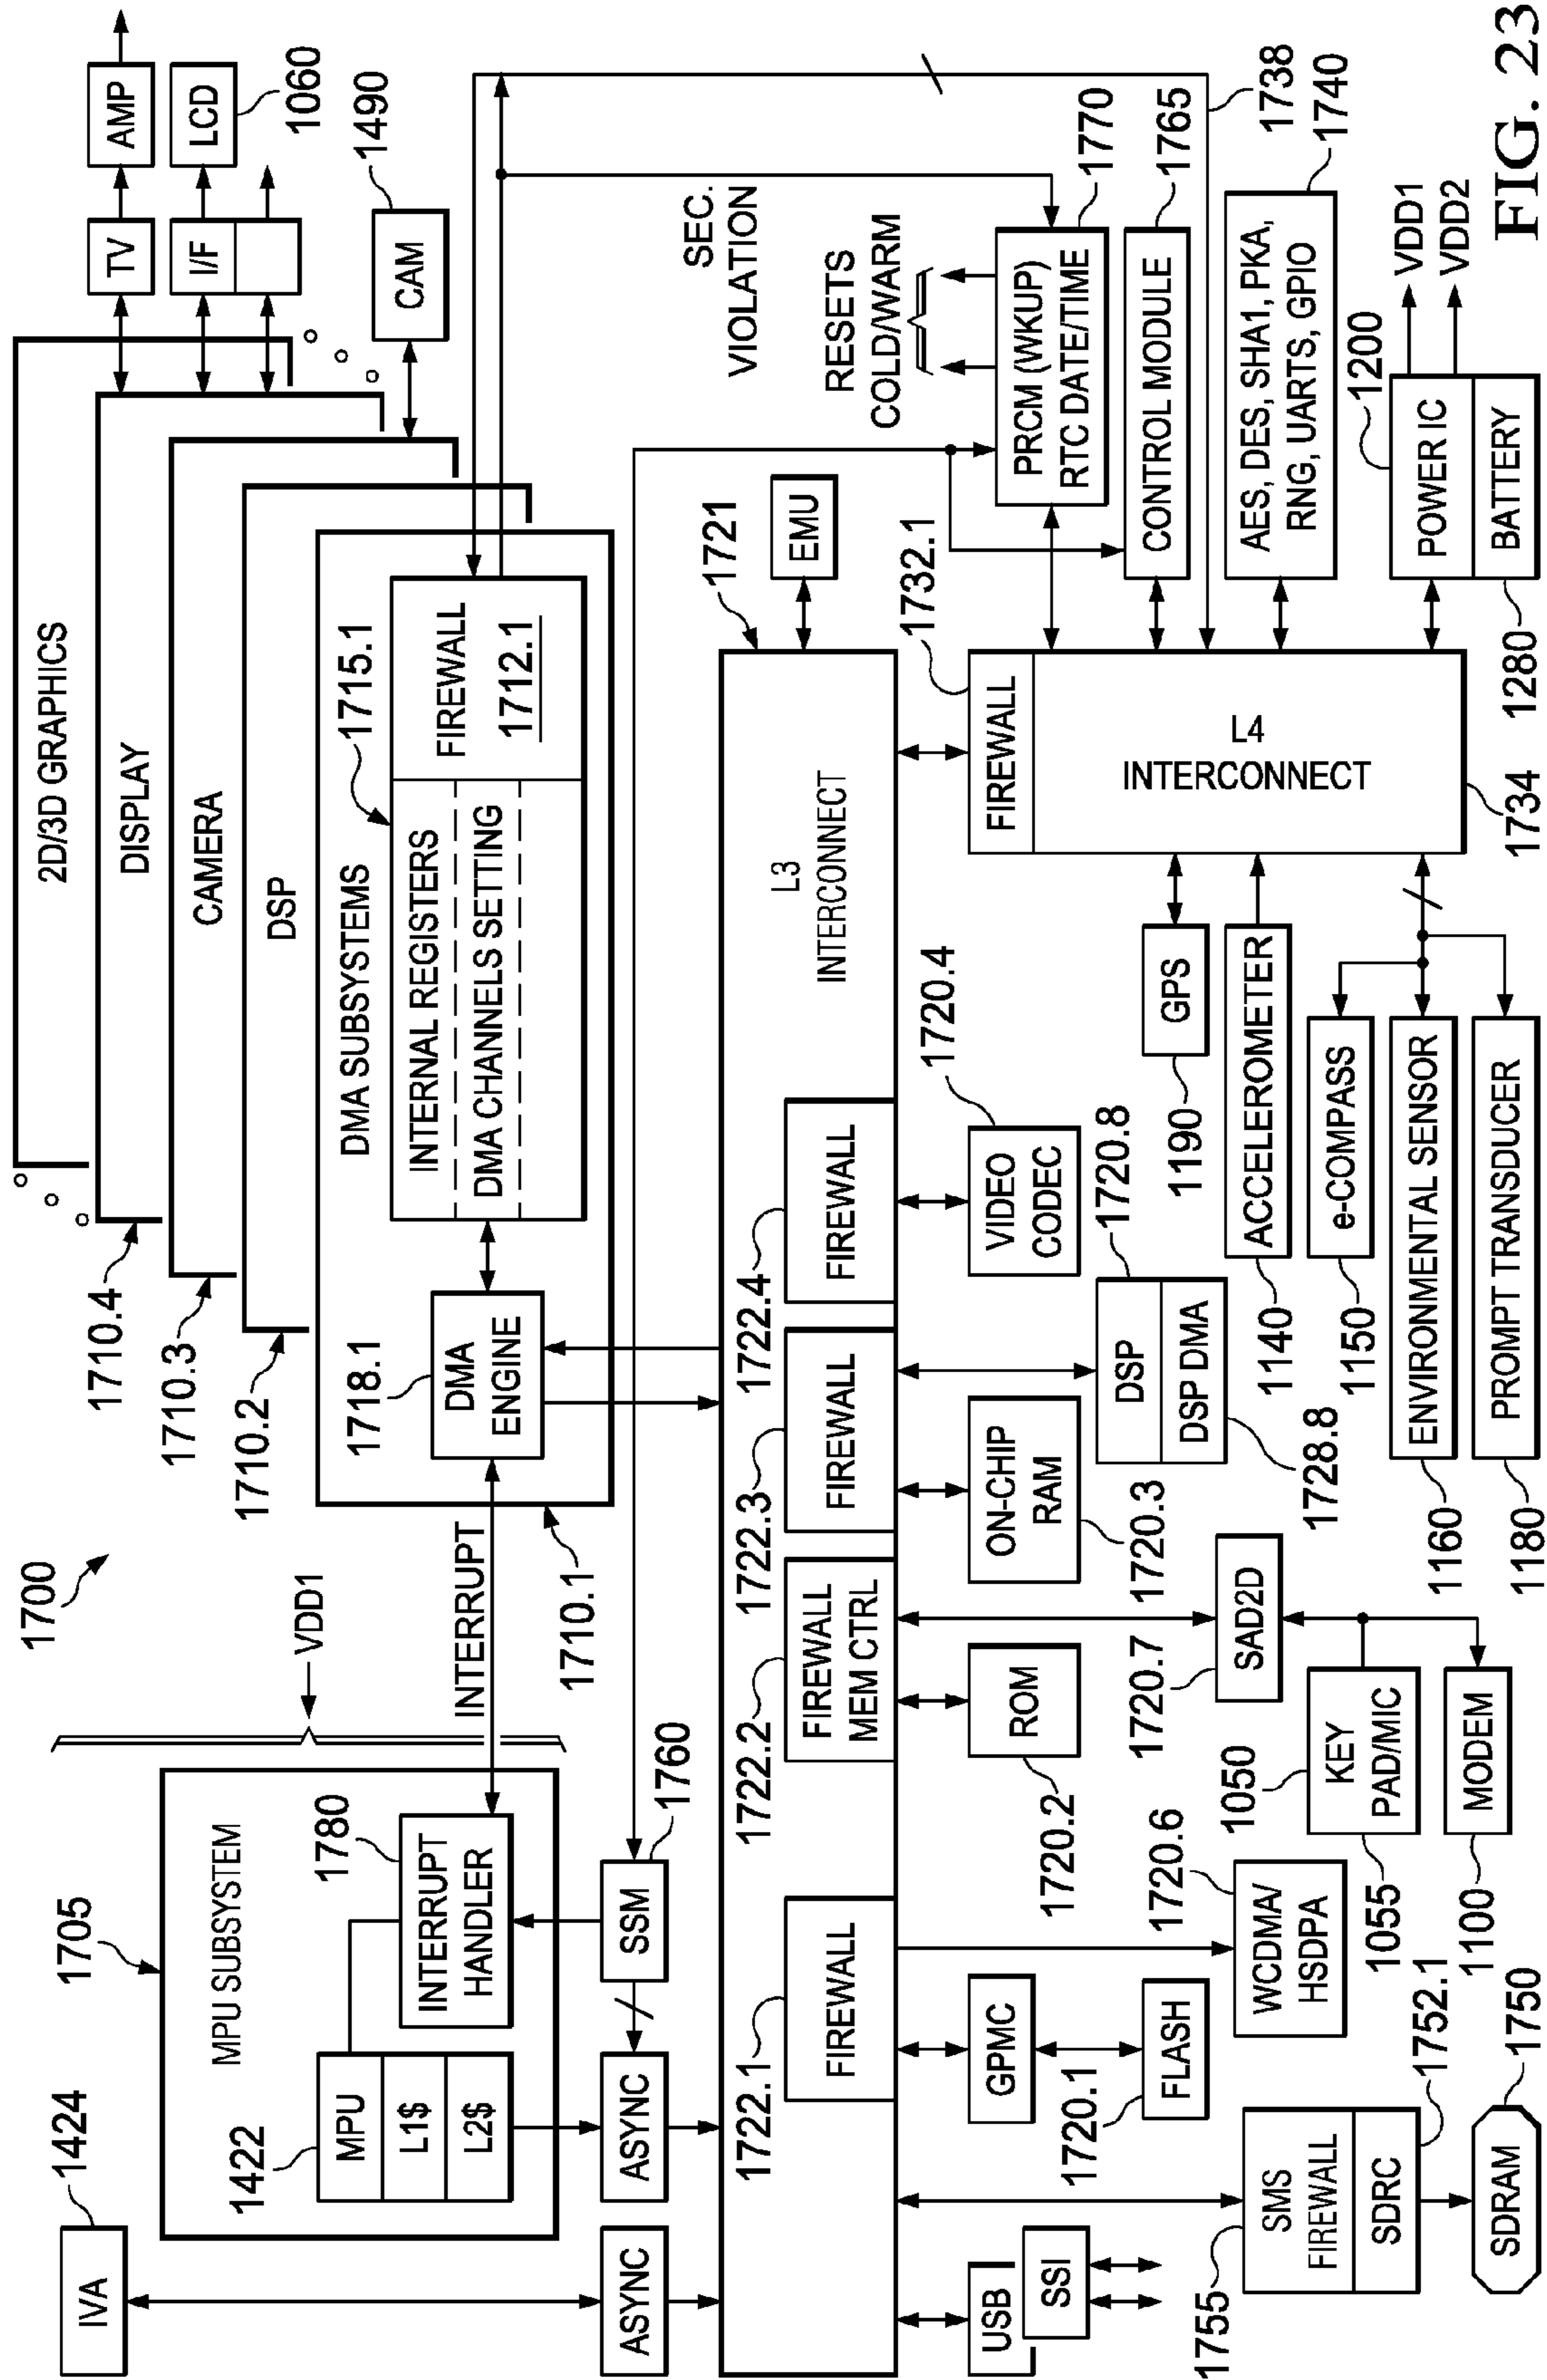 1700
VDD1
1424
IVA
ASYNC
1705
MPU SUBSYSTEM
1422
MPU
L1$
L2$
1780
INTERRUPT
HANDLER
ASYNC
SSM
1760
INTERRUPT
1710.4
1710.3
1710.2
1710.1
2D/3D GRAPHICS
DISPLAY
CAMERA
DSP
DMA SUBSYSTEMS
1718.1
DMA
ENGINE
INTERNAL REGISTERS
DMA CHANNELS SETTING
1715.1
FIREWALL
1712.1
TV
AMP
I/F
LCD
1060
CAM
1490
SEC.
VIOLATION
RESETS
COLD/WARM
1721
EMU
L3
INTERCONNECT
1722.1
FIREWALL
1722.2
FIREWALL
MEM CTRL
1722.3
FIREWALL
1722.4
FIREWALL
USB
SSI
1755
SMS
FIREWALL
SDRC
1752.1
SDRAM
1750
GPMC
1720.1
FLASH
WCDMA/
HSDPA
1720.6
ROM
1720.2
1720.7
SAD2D
1050
KEY
PAD/MIC
1055
MODEM
1100
ON-CHIP
RAM
1720.3
DSP
DSP DMA
1720.8
1728.8
VIDEO
CODEC
1720.4
GPS
1190
ACCELEROMETER
1140
e-COMPASS
1150
ENVIRONMENTAL SENSOR
1160
PROMPT TRANSDUCER
1180
1732.1
FIREWALL
L4
INTERCONNECT
1734
PRCM (WKUP)
RTC DATE/TIME
1770
CONTROL MODULE
1765
1738
AES, DES, SHA1, PKA,
RNG, UARTS, GPIO
1740
POWER IC
1200
BATTERY
1280
VDD1
VDD2
FIG. 23